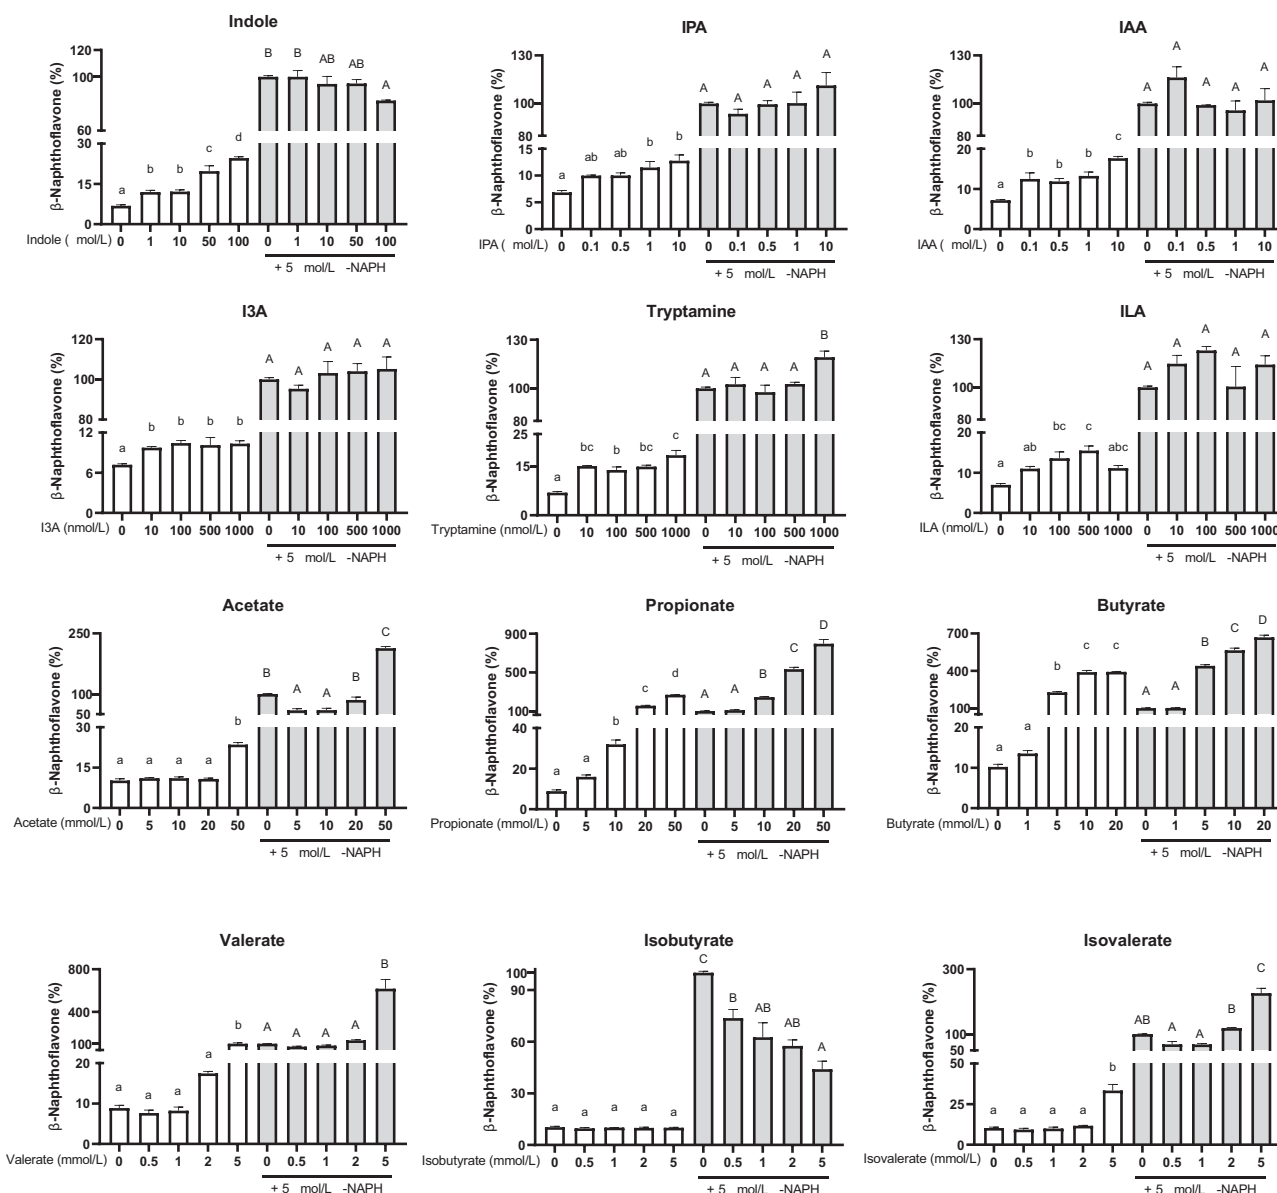 Indole
β-Naphthoflavone (%)
120
100
60
30
15
0
a b b c d B B AB AB A
Indole ( mol/L) 0 1 10 50 100 0 1 10 50 100
+ 5 mol/L -NAPH
IPA
β-Naphthoflavone (%)
130
100
80
15
10
5
0
a ab ab b b A A A A A
IPA ( mol/L) 0 0.1 0.5 1 10 0 0.1 0.5 1 10
+ 5 mol/L -NAPH
IAA
β-Naphthoflavone (%)
130
100
80
20
10
0
a b b b c A A A A A
IAA ( mol/L) 0 0.1 0.5 1 10 0 0.1 0.5 1 10
+ 5 mol/L -NAPH
I3A
β-Naphthoflavone (%)
120
100
80
12
6
0
a b b b b A A A A A
I3A (nmol/L) 0 10 100 500 1000 0 10 100 500 1000
+ 5 mol/L -NAPH
Tryptamine
β-Naphthoflavone (%)
130
100
80
25
15
0
a bc b bc c A A A A B
Tryptamine (nmol/L) 0 10 100 500 1000 0 10 100 500 1000
+ 5 mol/L -NAPH
ILA
β-Naphthoflavone (%)
130
100
80
20
10
0
a ab bc c abc A A A A A
ILA (nmol/L) 0 10 100 500 1000 0 10 100 500 1000
+ 5 mol/L -NAPH
Acetate
β-Naphthoflavone (%)
250
100
50
30
15
0
a a a a b B A A B C
Acetate (mmol/L) 0 5 10 20 50 0 5 10 20 50
+ 5 mol/L -NAPH
Propionate
β-Naphthoflavone (%)
900
500
100
40
20
0
a a b c d A A B C D
Propionate (mmol/L) 0 5 10 20 50 0 5 10 20 50
+ 5 mol/L -NAPH
Butyrate
β-Naphthoflavone (%)
700
400
100
20
10
0
a a b c c A A B C D
Butyrate (mmol/L) 0 1 5 10 20 0 1 5 10 20
+ 5 mol/L -NAPH
Valerate
β-Naphthoflavone (%)
800
400
100
20
10
0
a a a a b A A A A B
Valerate (mmol/L) 0 0.5 1 2 5 0 0.5 1 2 5
+ 5 mol/L -NAPH
Isobutyrate
β-Naphthoflavone (%)
100
90
60
30
0
a a a a a C B AB AB A
Isobutyrate (mmol/L) 0 0.5 1 2 5 0 0.5 1 2 5
+ 5 mol/L -NAPH
Isovalerate
β-Naphthoflavone (%)
300
100
50
50
25
0
a a a a b AB A A B C
Isovalerate (mmol/L) 0 0.5 1 2 5 0 0.5 1 2 5
+ 5 mol/L -NAPH